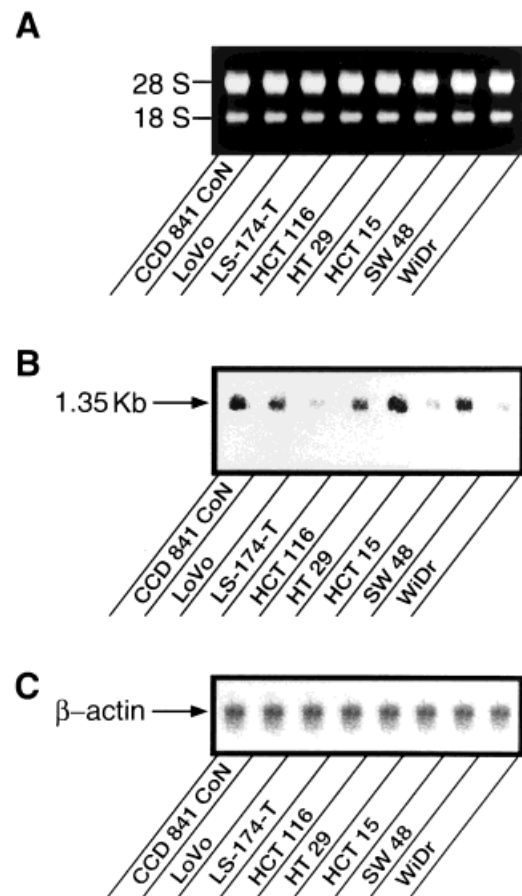 A
28 S
18 S
CCD 841 CoN
LoVo
LS-174-T
HCT 116
HT 29
HCT 15
SW 48
WiDr
B
1.35 Kb
CCD 841 CoN
LoVo
LS-174-T
HCT 116
HT 29
HCT 15
SW 48
WiDr
C
β–actin
CCD 841 CoN
LoVo
LS-174-T
HCT 116
HT 29
HCT 15
SW 48
WiDr